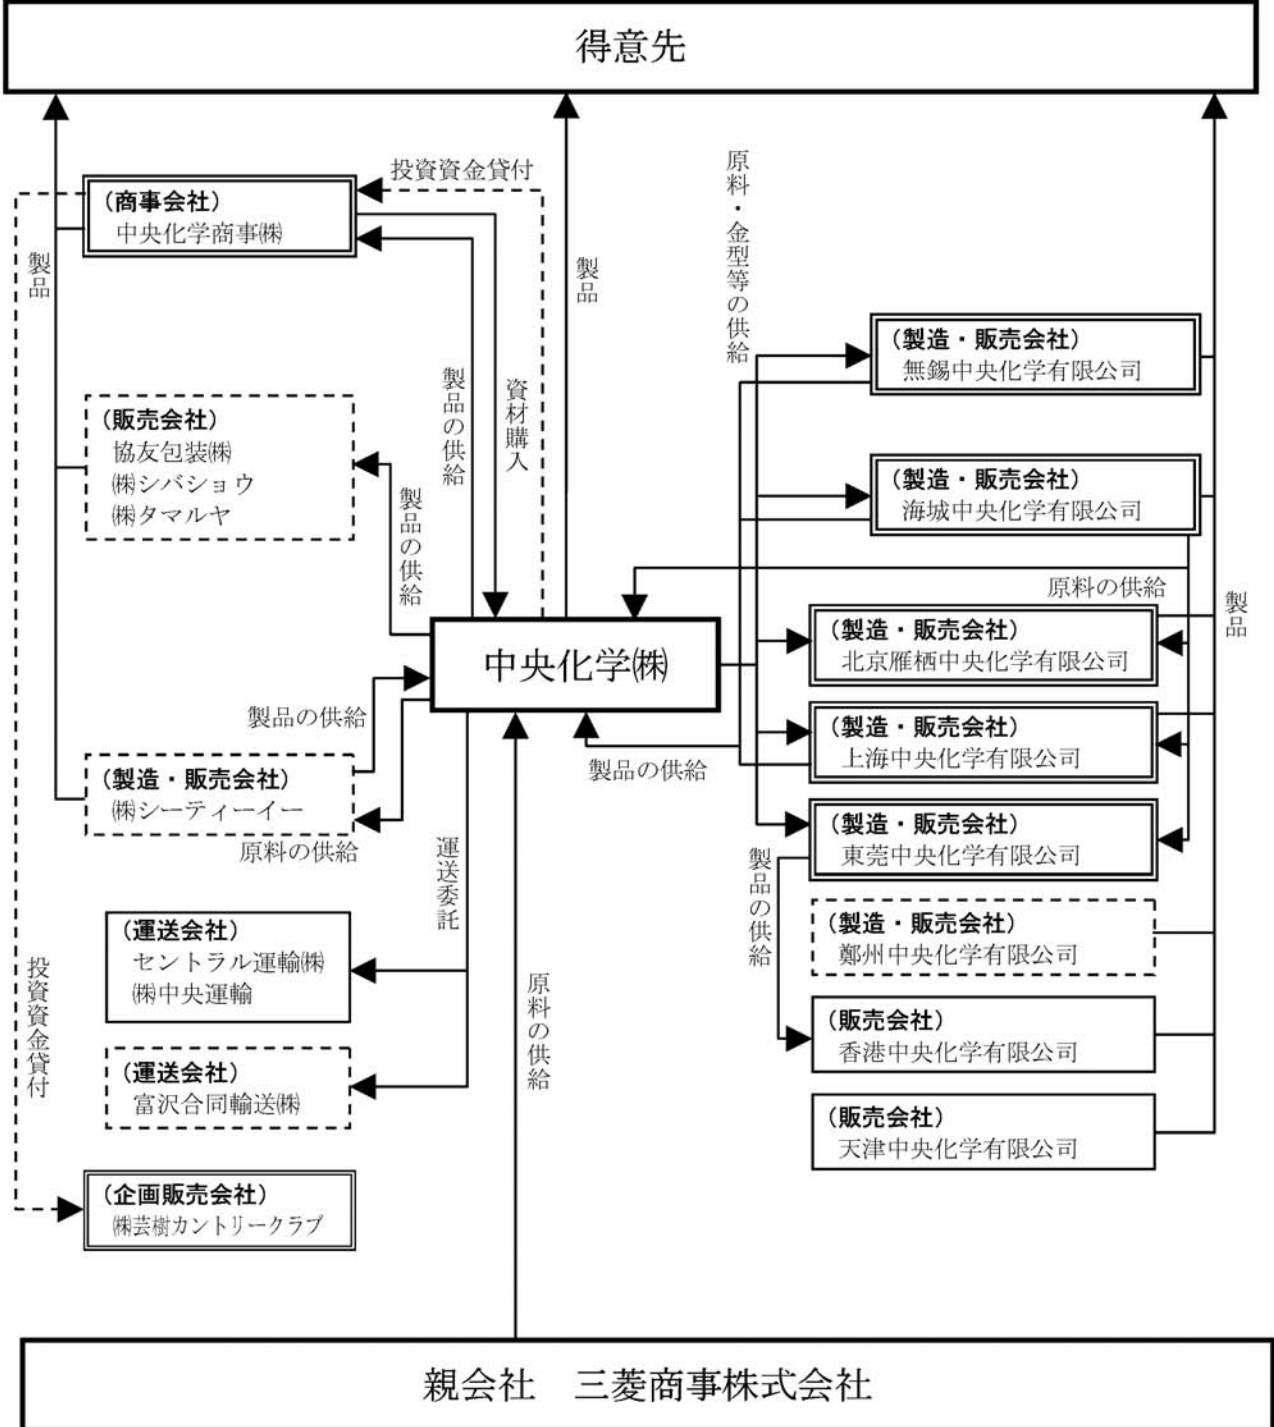 得意先
投資資金貸付
（商事会社）
中央化学商事㈱
製品
製品
原料・金型等の供給
（製造・販売会社）
無錫中央化学有限公司
製品の供給
資材購入
（販売会社）
協友包装㈱
㈱シバショウ
㈱タマルヤ
製品の供給
（製造・販売会社）
海城中央化学有限公司
原料の供給
製品
中央化学㈱
（製造・販売会社）
北京雁栖中央化学有限公司
製品の供給
（製造・販売会社）
上海中央化学有限公司
製品の供給
（製造・販売会社）
㈱シーティーイー
原料の供給
（製造・販売会社）
東莞中央化学有限公司
運送委託
製品の供給
（運送会社）
セントラル運輸㈱
㈱中央運輸
（製造・販売会社）
鄭州中央化学有限公司
投資資金貸付
原料の供給
（販売会社）
香港中央化学有限公司
（運送会社）
富沢合同輸送㈱
（販売会社）
天津中央化学有限公司
（企画販売会社）
㈱芸樹カントリークラブ
親会社　三菱商事株式会社